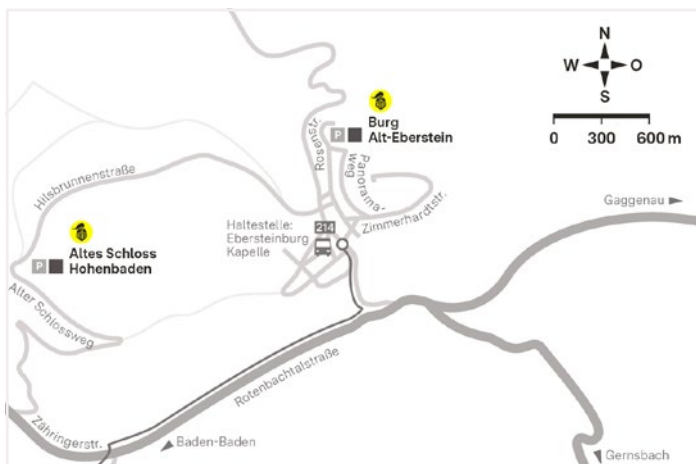 N
W
O
S
0 300 600 m
Burg
Alt-Eberstein
P
Rosenstr.
Panorama-
weg
Zimmerhardtstr.
Hilsbrunnenstraße
Gaggenau
214
Haltestelle:
Ebersteinburg
Kapelle
Altes Schloss
Hohenbaden
P
Alter Schlossweg
Rotenbachtalstraße
Zähringerstr.
Baden-Baden
Gernsbach